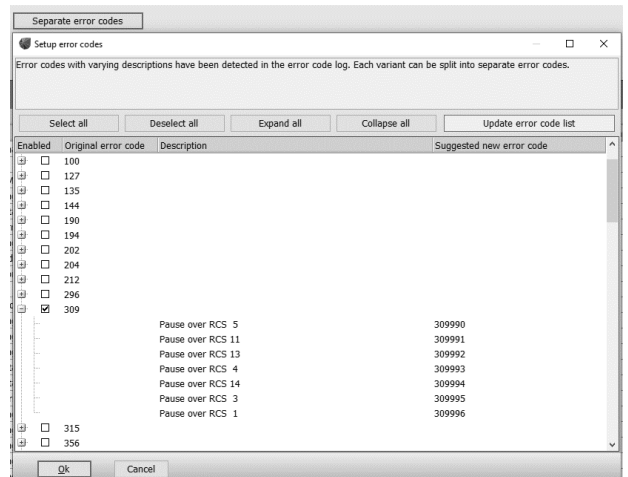 Separate error codes
Setup error codes
Error codes with varying descriptions have been detected in the error code log. Each variant can be split into separate error codes.
Select all Deselect all Expand all Collapse all Update error code list
Enabled Original error code Description Suggested new error code
100
127
135
144
190
194
202
204
212
296
309
Pause over RCS 5 309990
Pause over RCS 11 309991
Pause over RCS 13 309992
Pause over RCS 4 309993
Pause over RCS 14 309994
Pause over RCS 3 309995
Pause over RCS 1 309996
315
356
Ok Cancel